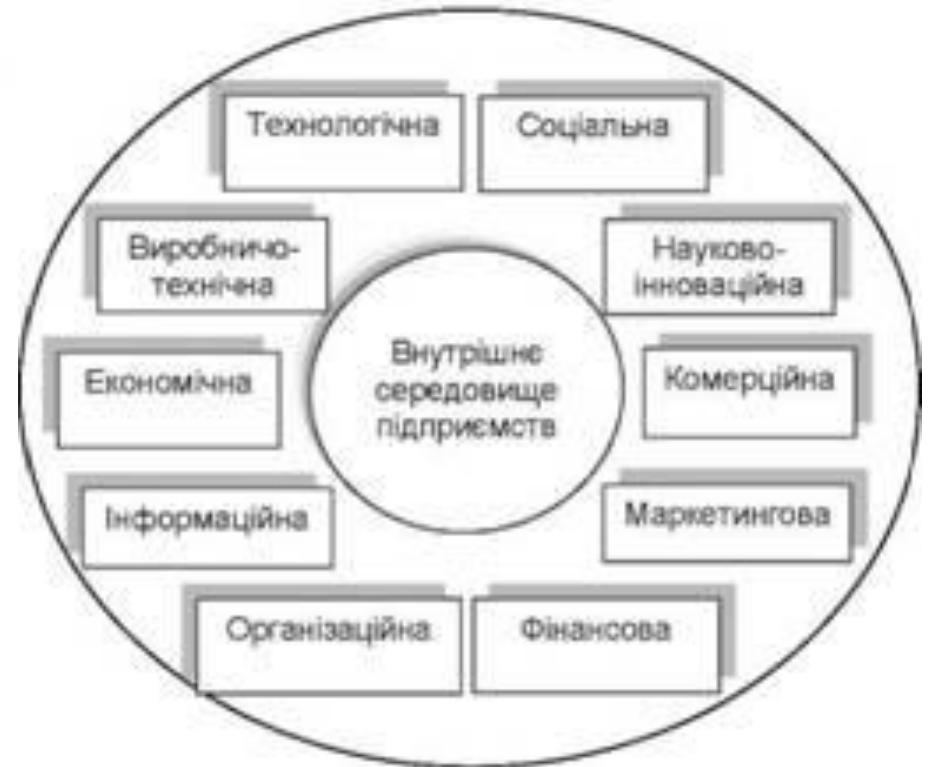 Технологічна
Соціальна
Виробничо-
технічна
Науково-
інноваційна
Внутрішнє
середовище
підприємств
Економічна
Комерційна
Інформаційна
Маркетингова
Організаційна
Фінансова